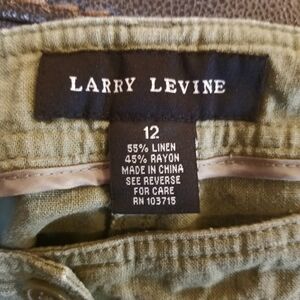 LARRY LEVINE
12
55% LINEN
45% RAYON
MADE IN CHINA
SEE REVERSE
FOR CARE
RN 103715